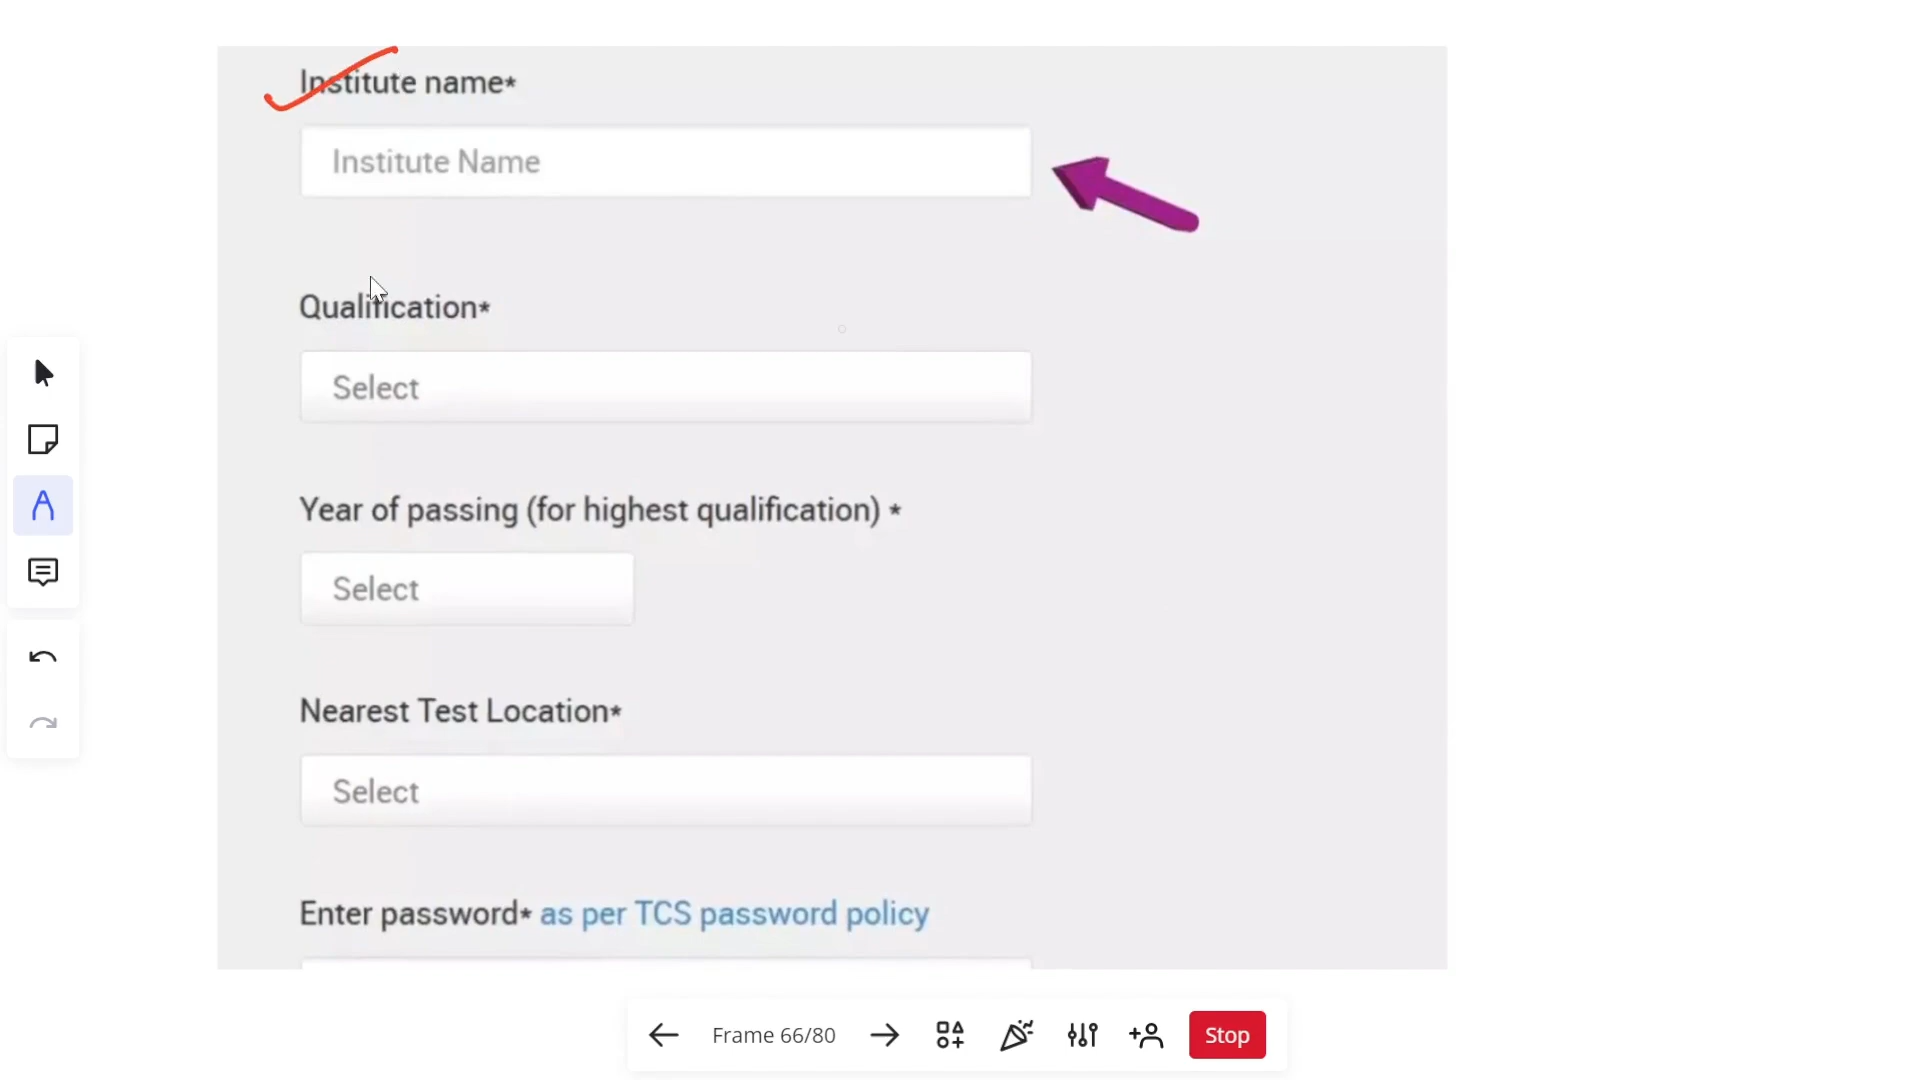 Institute name*
Institute Name
Qualification*
Select
Year of passing (for highest qualification) *
Select
Nearest Test Location*
Select
Enter password* as per TCS password policy
Frame 66/80
Stop